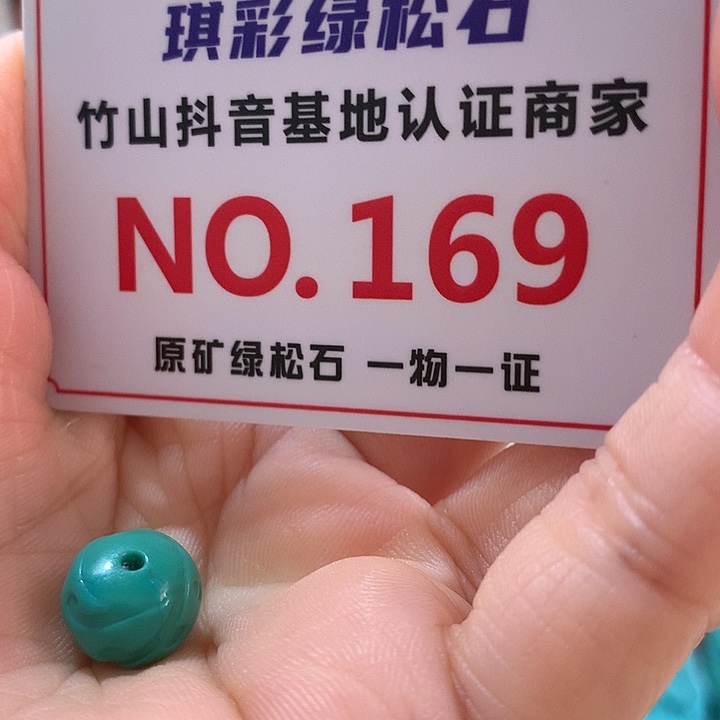 琪彩绿松石
竹山抖音基地认证商家
NO.169
原矿绿松石 一物一证